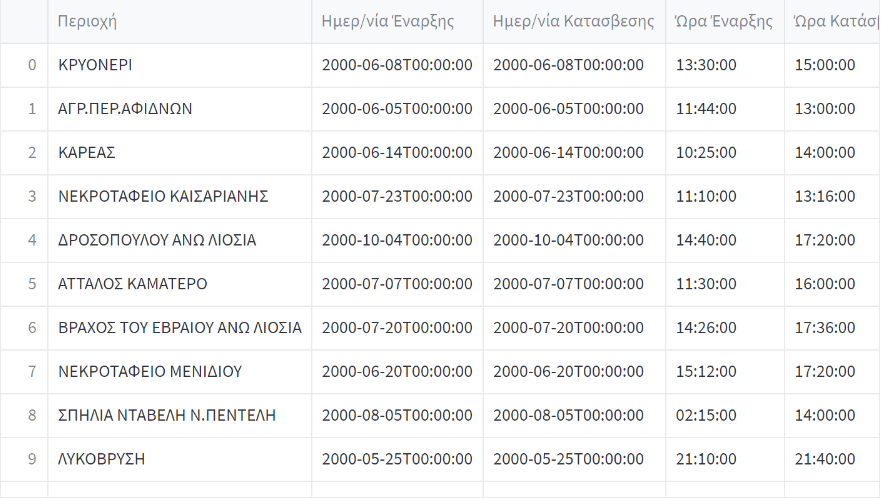 Περιοχή Ημερ/νία Έναρξης Ημερ/νία Κατασβεσης Ώρα Έναρξης Ώρα
0 ΚΡΥΟΝΕΡΙ 2000-06-08T00:00:00 2000-06-08T00:00:00 13:30:00 15:00:00
1 ΑΓΡ.ΠΕΡ.ΑΦΙΔΝΩΝ 2000-06-05T00:00:00 2000-06-05T00:00:00 11:44:00 13:00:00
2 ΚΑΡΕΑΣ 2000-06-14T00:00:00 2000-06-14T00:00:00 10:25:00 14:00:00
3 ΝΕΚΡΟΤΑΦΕΙΟ ΚΑΙΣΑΡΙΑΝΗΣ 2000-07-23T00:00:00 2000-07-23T00:00:00 11:10:00 13:16:00
4 ΔΡΟΣΟΠΟΥΛΟΥ ΑΝΩ ΛΙΟΣΙΑ 2000-10-04T00:00:00 2000-10-04T00:00:00 14:40:00 17:20:00
5 ΑΤΤΑΛΟΣ ΚΑΜΑΤΕΡΟ 2000-07-07T00:00:00 2000-07-07T00:00:00 11:30:00 16:00:00
6 ΒΡΑΧΟΣ ΤΟΥ ΕΒΡΑΙΟΥ ΑΝΩ ΛΙΟΣΙΑ 2000-07-20T00:00:00 2000-07-20T00:00:00 14:26:00 17:36:00
7 ΝΕΚΡΟΤΑΦΕΙΟ ΜΕΝΙΔΙΟΥ 2000-06-20T00:00:00 2000-06-20T00:00:00 15:12:00 17:20:00
8 ΣΠΗΛΙΑ ΝΤΑΒΕΛΗ Ν.ΠΕΝΤΕΛΗ 2000-08-05T00:00:00 2000-08-05T00:00:00 02:15:00 14:00:00
9 ΛΥΚΟΒΡΥΣΗ 2000-05-25T00:00:00 2000-05-25T00:00:00 21:10:00 21:40:00